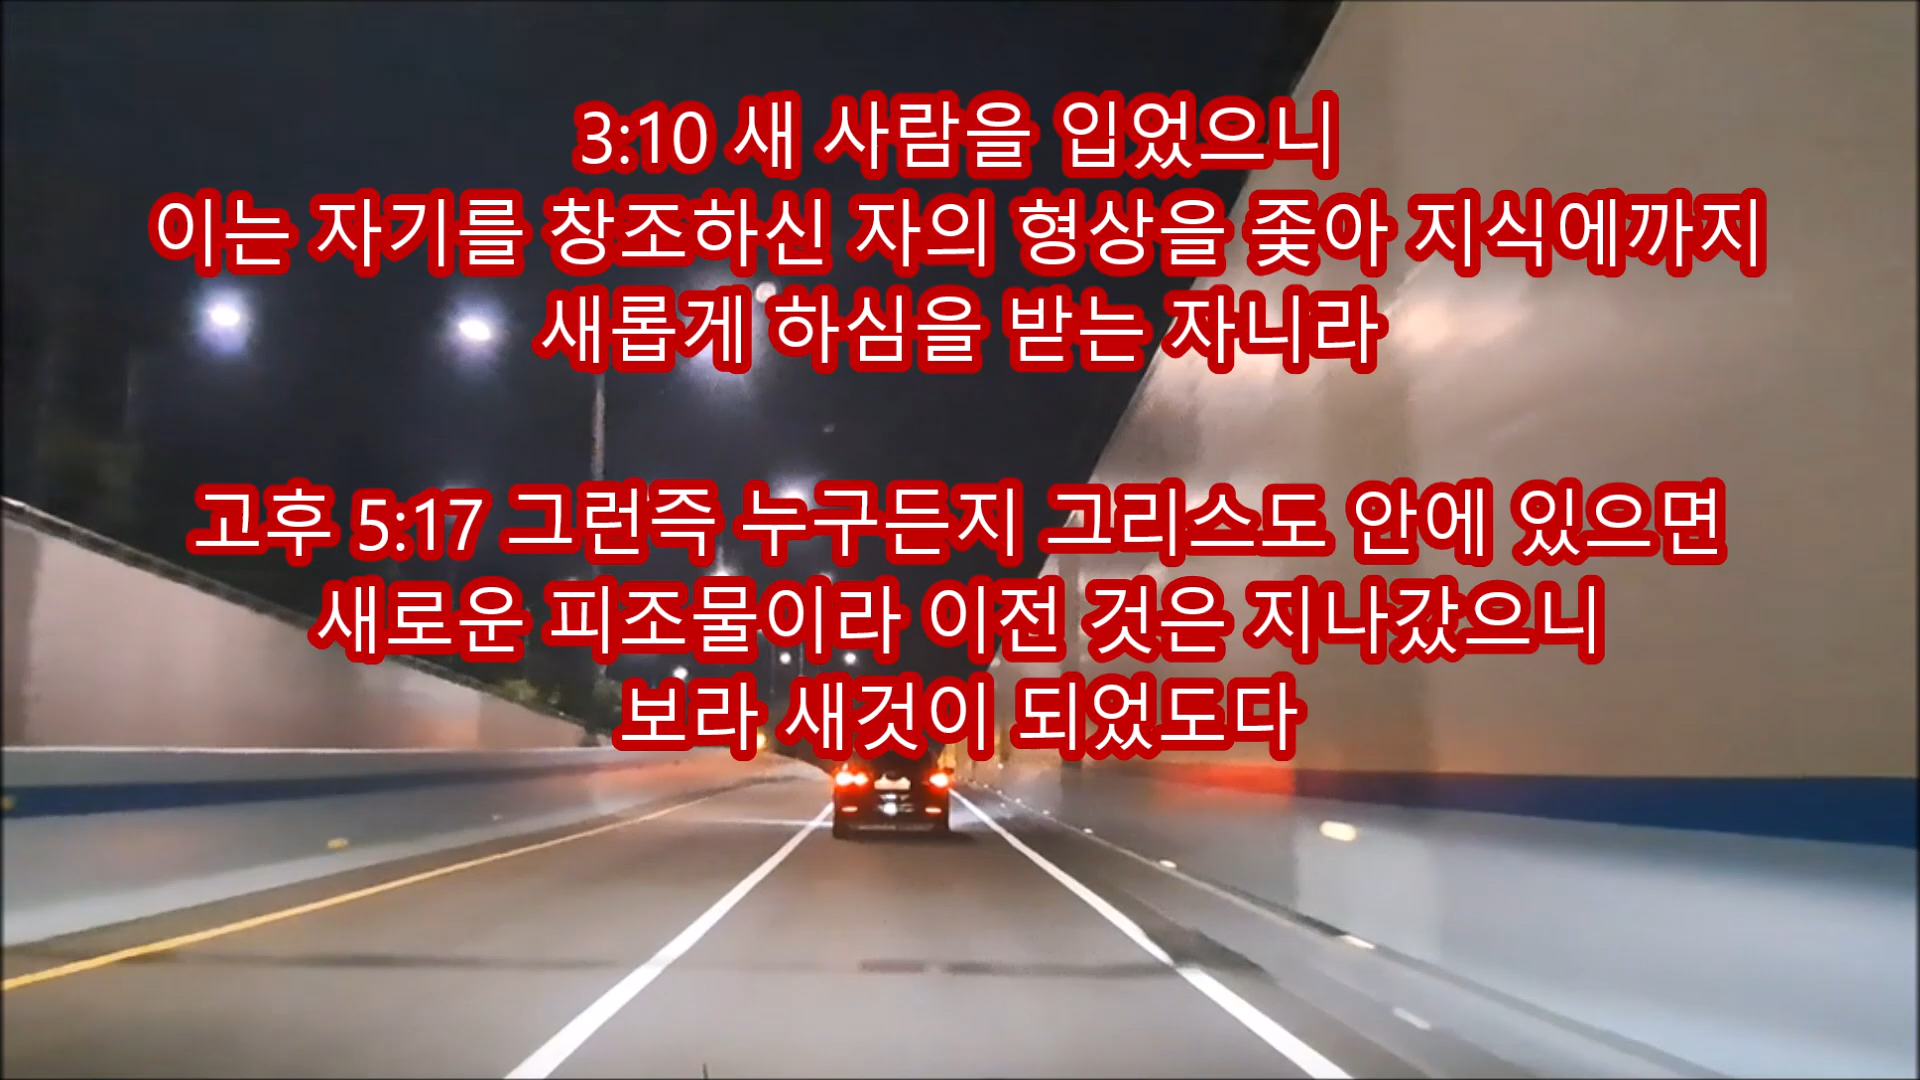 3:10 새 사람을 입었으니
이는 자기를 창조하신 자의 형상을 좇아 지식에까지
새롭게 하심을 받는 자니라
고후 5:17 그런즉 누구든지 그리스도 안에 있으면
새로운 피조물이라 이전 것은 지나갔으니
보라 새것이 되었도다